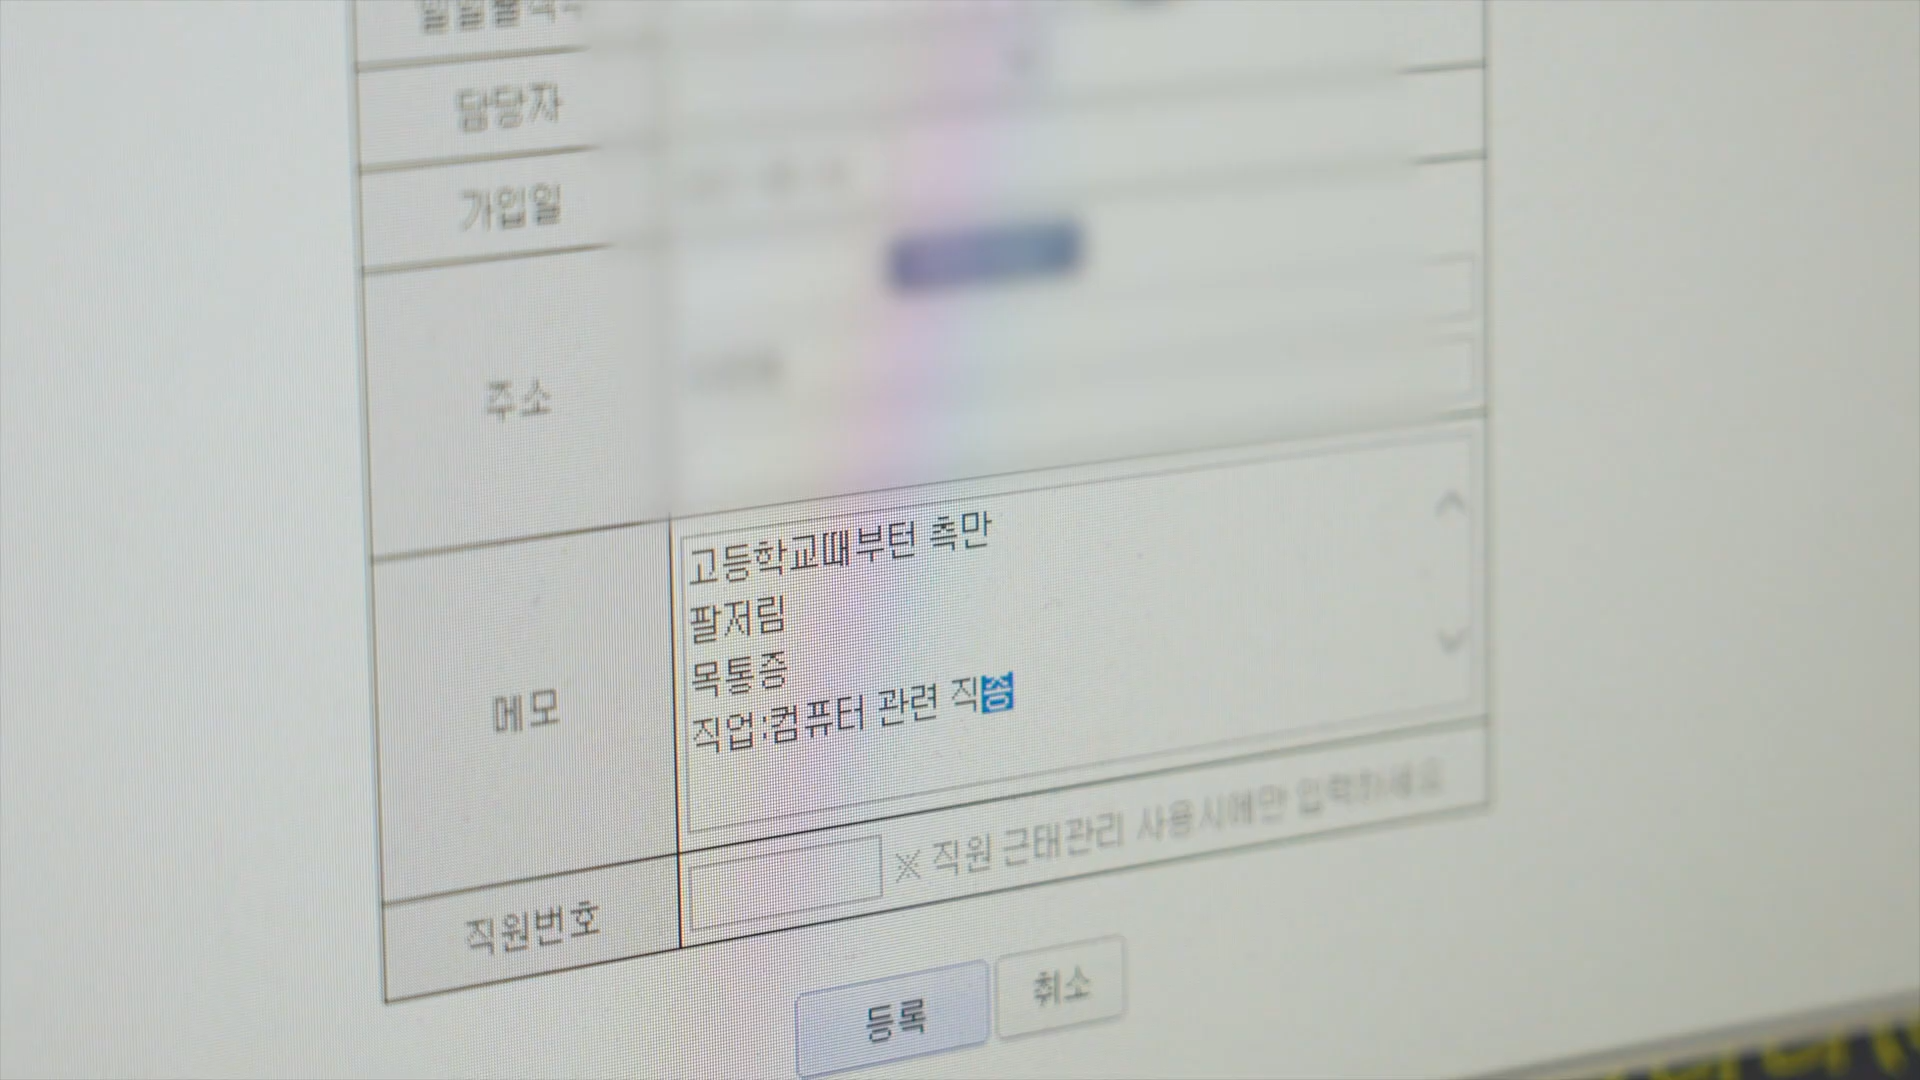 담당자
가입일
주소
메모
고등학교때부턴 측만
팔저림
목통증
직업:컴퓨터 관련 직종
직원번호
※ 직원 근태관리 사용시에만 입력하세요
등록
취소